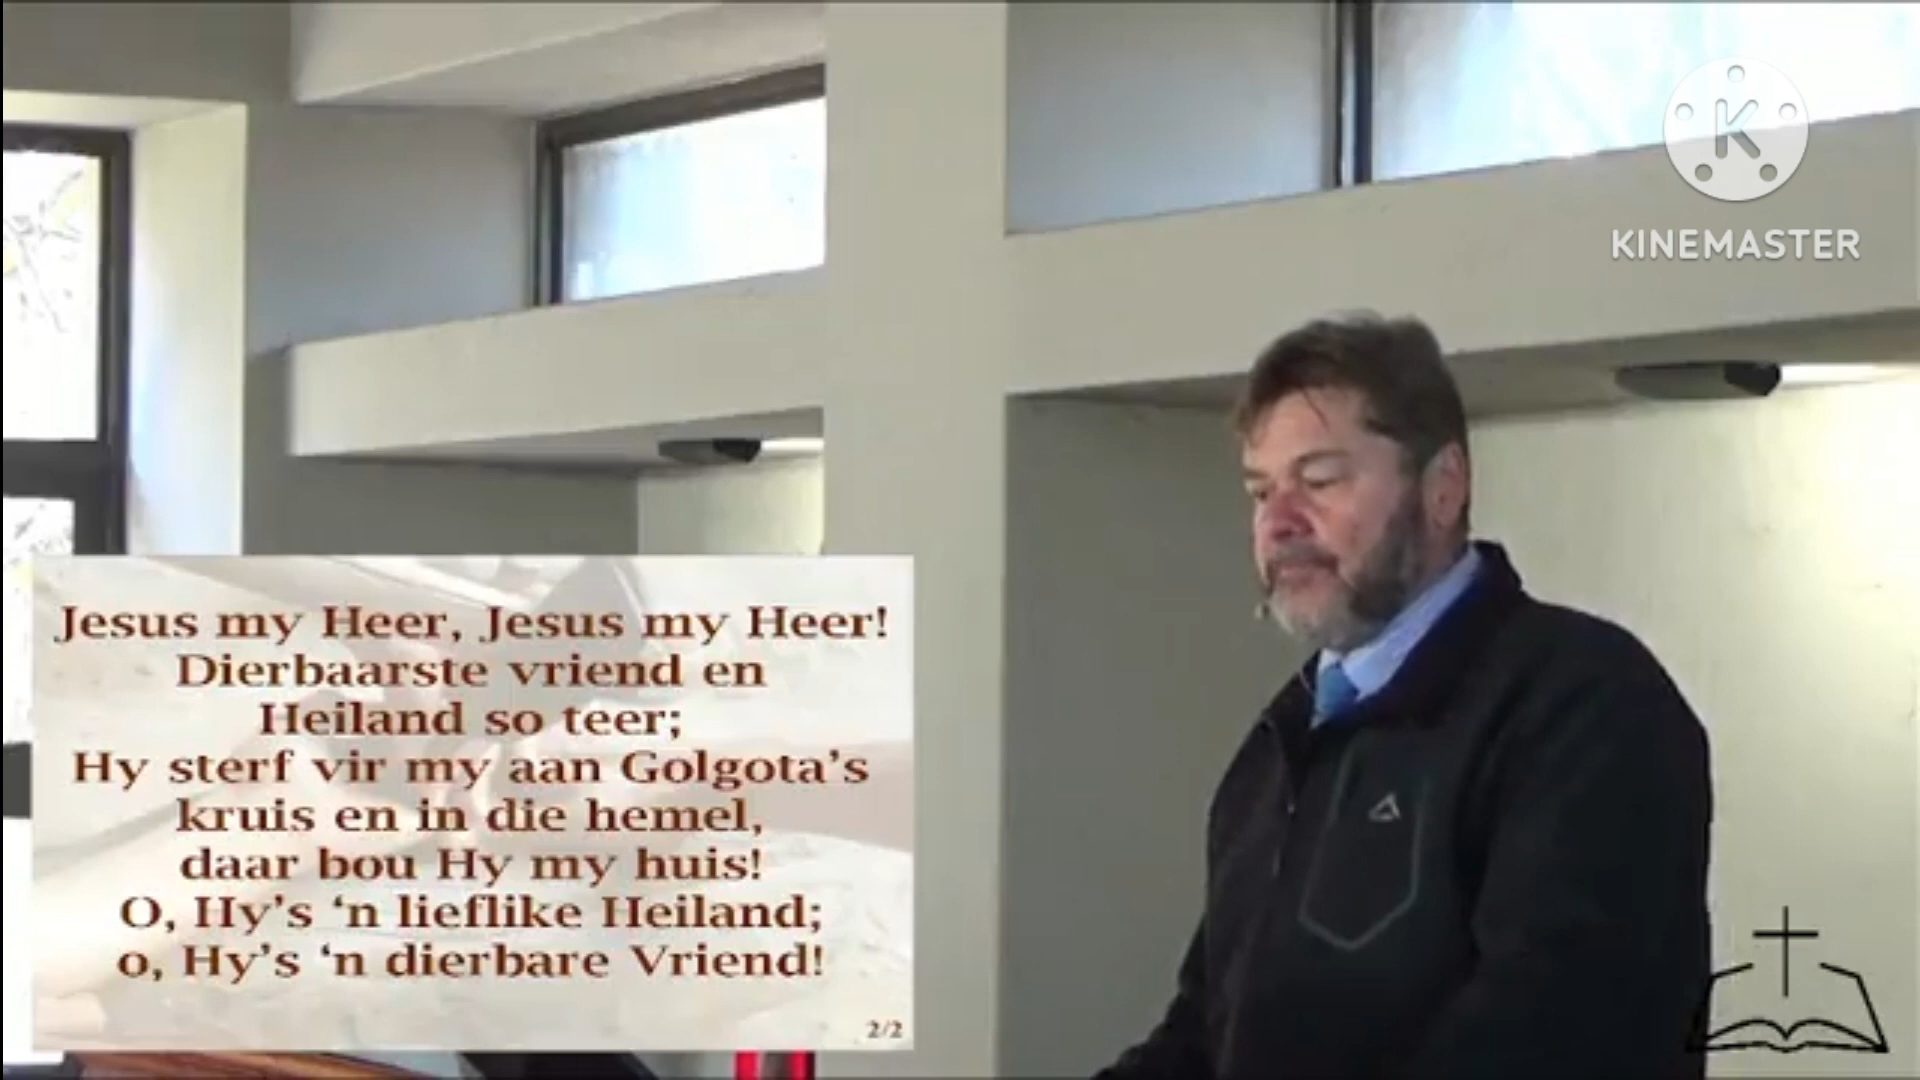 K
KINEMASTER
Jesus my Heer, Jesus my Heer!
Dierbaarste vriend en
Heiland so teer;
Hy sterf vir my aan Golgota’s
kruis en in die hemel,
daar bou Hy my huis!
O, Hy’s ‘n lieflike Heiland;
o, Hy’s ‘n dierbare Vriend!
2/2